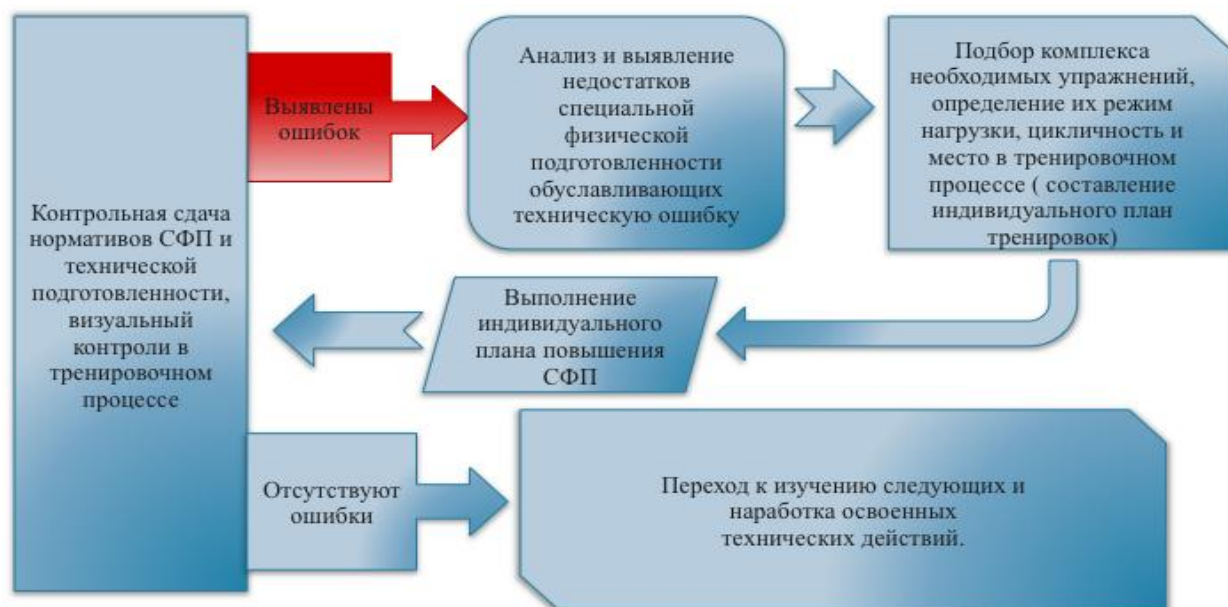 Контрольная сдача
нормативов СФП и
технической
подготовленности,
визуальный
контроли в
тренировочном
процессе
Выявлены
ошибок
Анализ и выявление
недостатков
специальной
физической
подготовленности
обуславливающих
техническую ошибку
Подбор комплекса
необходимых упражнений,
определение их режим
нагрузки, цикличность и
место в тренировочном
процессе ( составление
индивидуального план
тренировок)
Выполнение
индивидуального
плана повышения
СФП
Отсутствуют
ошибки
Переход к изучению следующих и
наработка освоенных
технических действий.